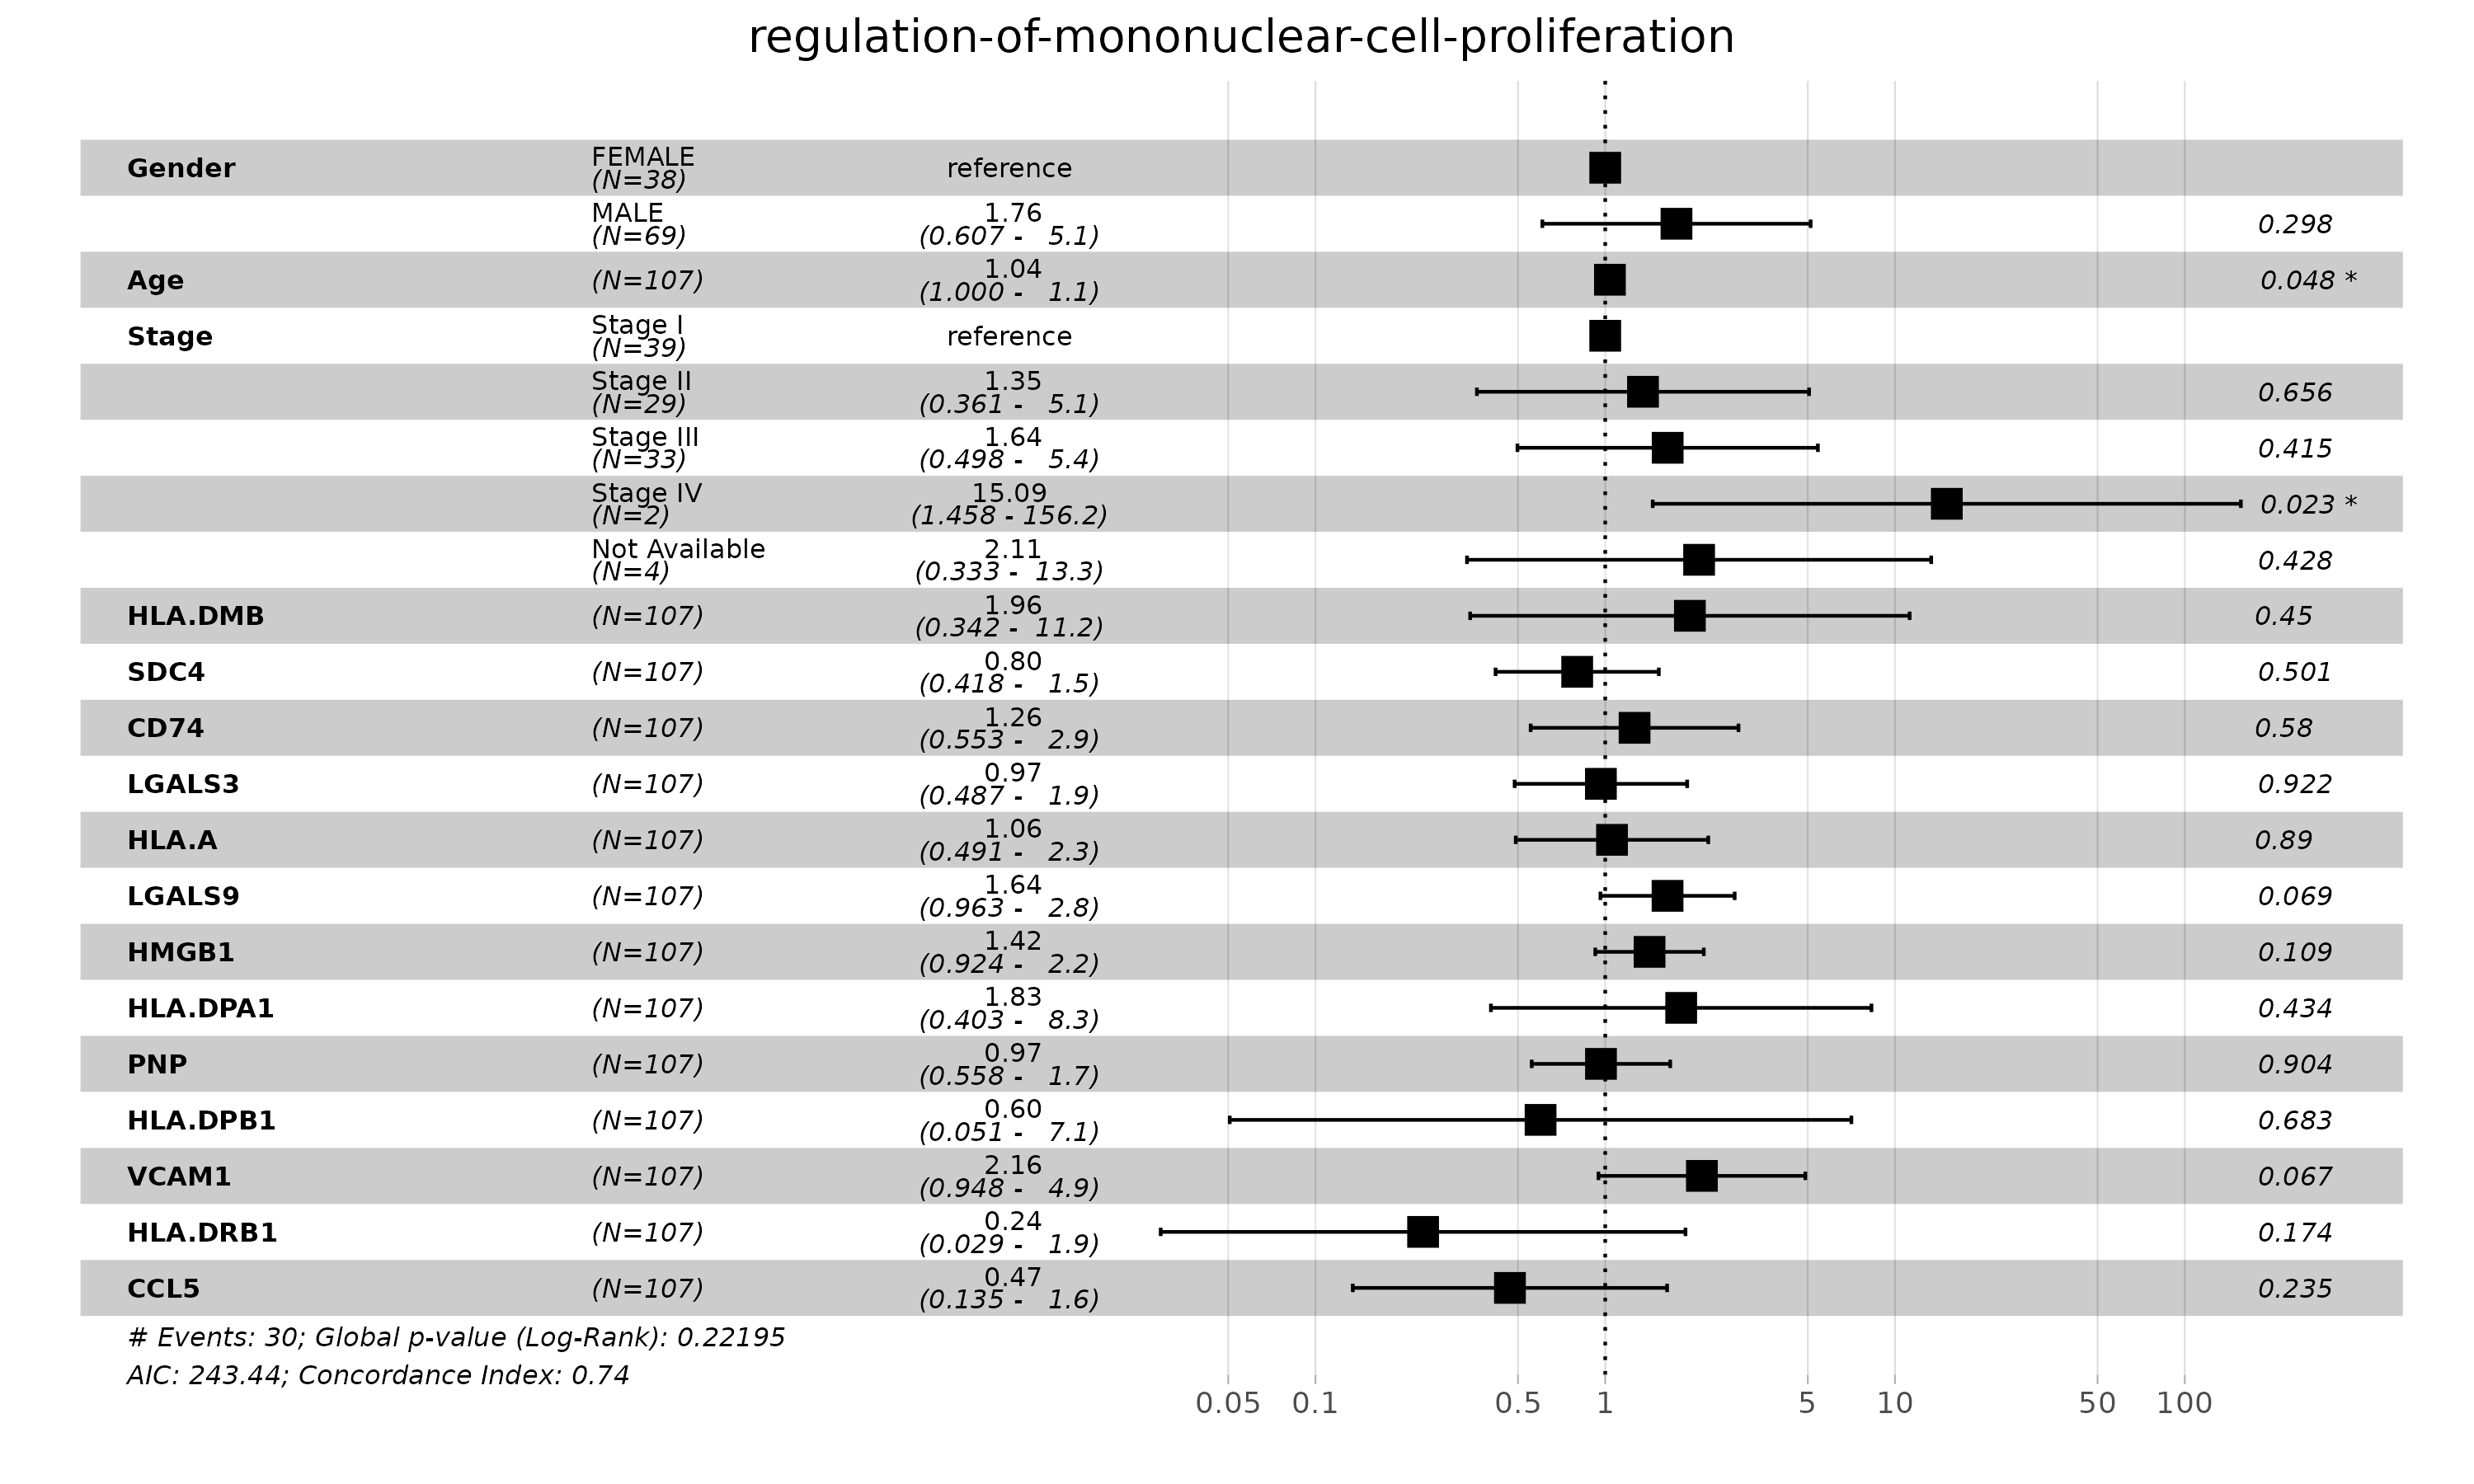 regulation-of-mononuclear-cell-proliferation
Gender FEMALE (N=38) reference
MALE (N=69) 1.76 (0.607 - 5.1) 0.298
Age (N=107) 1.04 (1.000 - 1.1) 0.048 *
Stage Stage I (N=39) reference
Stage II (N=29) 1.35 (0.361 - 5.1) 0.656
Stage III (N=33) 1.64 (0.498 - 5.4) 0.415
Stage IV (N=2) 15.09 (1.458 - 156.2) 0.023 *
Not Available (N=4) 2.11 (0.333 - 13.3) 0.428
HLA.DMB (N=107) 1.96 (0.342 - 11.2) 0.45
SDC4 (N=107) 0.80 (0.418 - 1.5) 0.501
CD74 (N=107) 1.26 (0.553 - 2.9) 0.58
LGALS3 (N=107) 0.97 (0.487 - 1.9) 0.922
HLA.A (N=107) 1.06 (0.491 - 2.3) 0.89
LGALS9 (N=107) 1.64 (0.963 - 2.8) 0.069
HMGB1 (N=107) 1.42 (0.924 - 2.2) 0.109
HLA.DPA1 (N=107) 1.83 (0.403 - 8.3) 0.434
PNP (N=107) 0.97 (0.558 - 1.7) 0.904
HLA.DPB1 (N=107) 0.60 (0.051 - 7.1) 0.683
VCAM1 (N=107) 2.16 (0.948 - 4.9) 0.067
HLA.DRB1 (N=107) 0.24 (0.029 - 1.9) 0.174
CCL5 (N=107) 0.47 (0.135 - 1.6) 0.235
# Events: 30; Global p-value (Log-Rank): 0.22195
AIC: 243.44; Concordance Index: 0.74
0.05 0.1 0.5 1 5 10 50 100